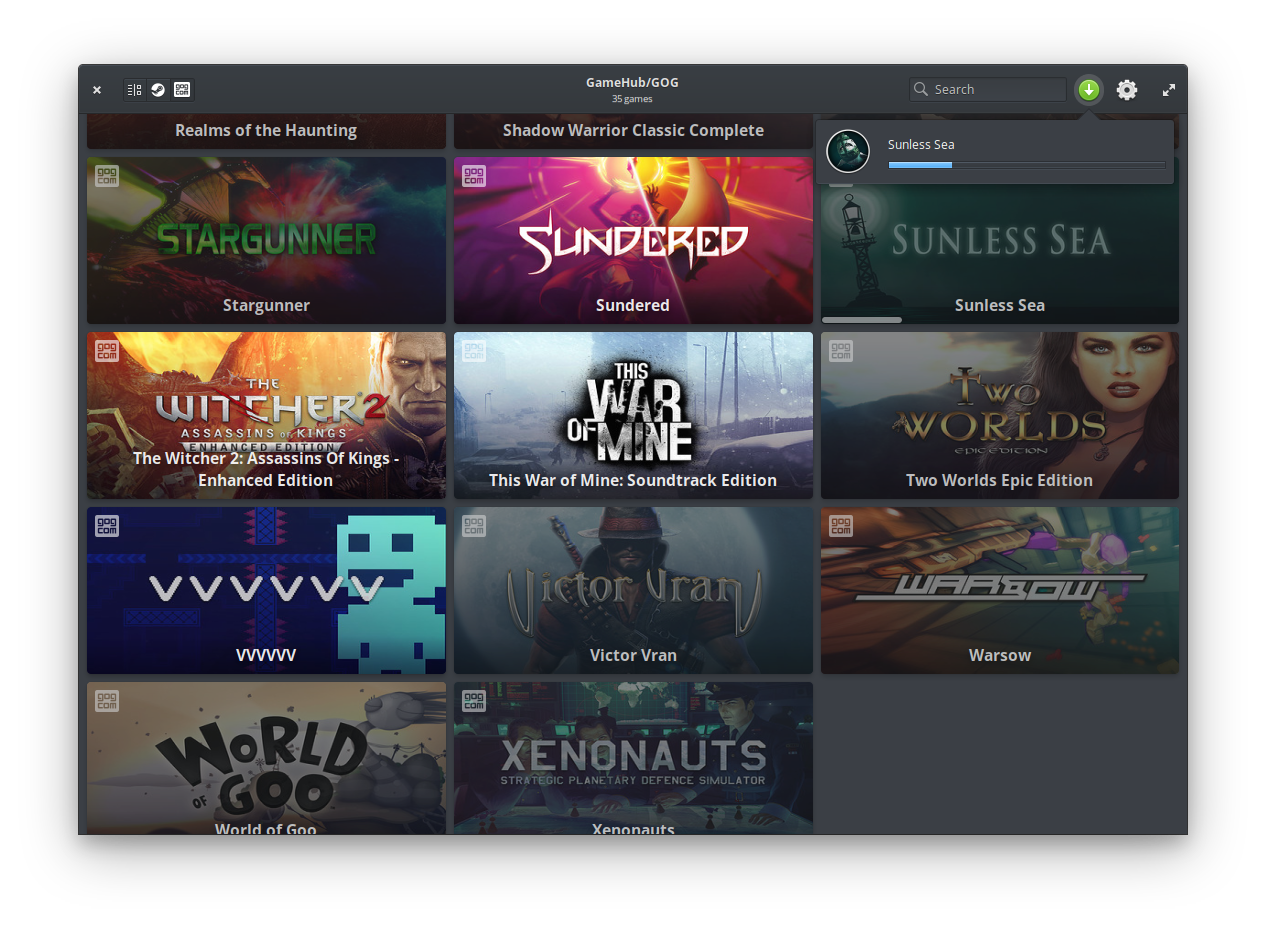 GameHub/GOG
35 games
gog
com
Search
Realms of the Haunting
Shadow Warrior Classic Complete
Sunless Sea
gog
com
STARGUNNER
Stargunner
gog
com
SUNDERED
Sundered
SUNLESS SEA
Sunless Sea
gog
com
THE
WITCHER 2
ASSASSINS OF KINGS
ENHANCED EDITION
The Witcher 2: Assassins Of Kings -
Enhanced Edition
gog
com
THIS
WAR
OF MINE
This War of Mine: Soundtrack Edition
gog
com
TWO
WORLDS
EPIC EDITION
Two Worlds Epic Edition
gog
com
VVVVVV
VVVVVV
gog
com
Victor Vran
Victor Vran
gog
com
WARSOW
Warsow
gog
com
WORLD
OF GOO
World of Goo
gog
com
XENONAUTS
STRATEGIC PLANETARY DEFENCE SIMULATOR
Xenonauts